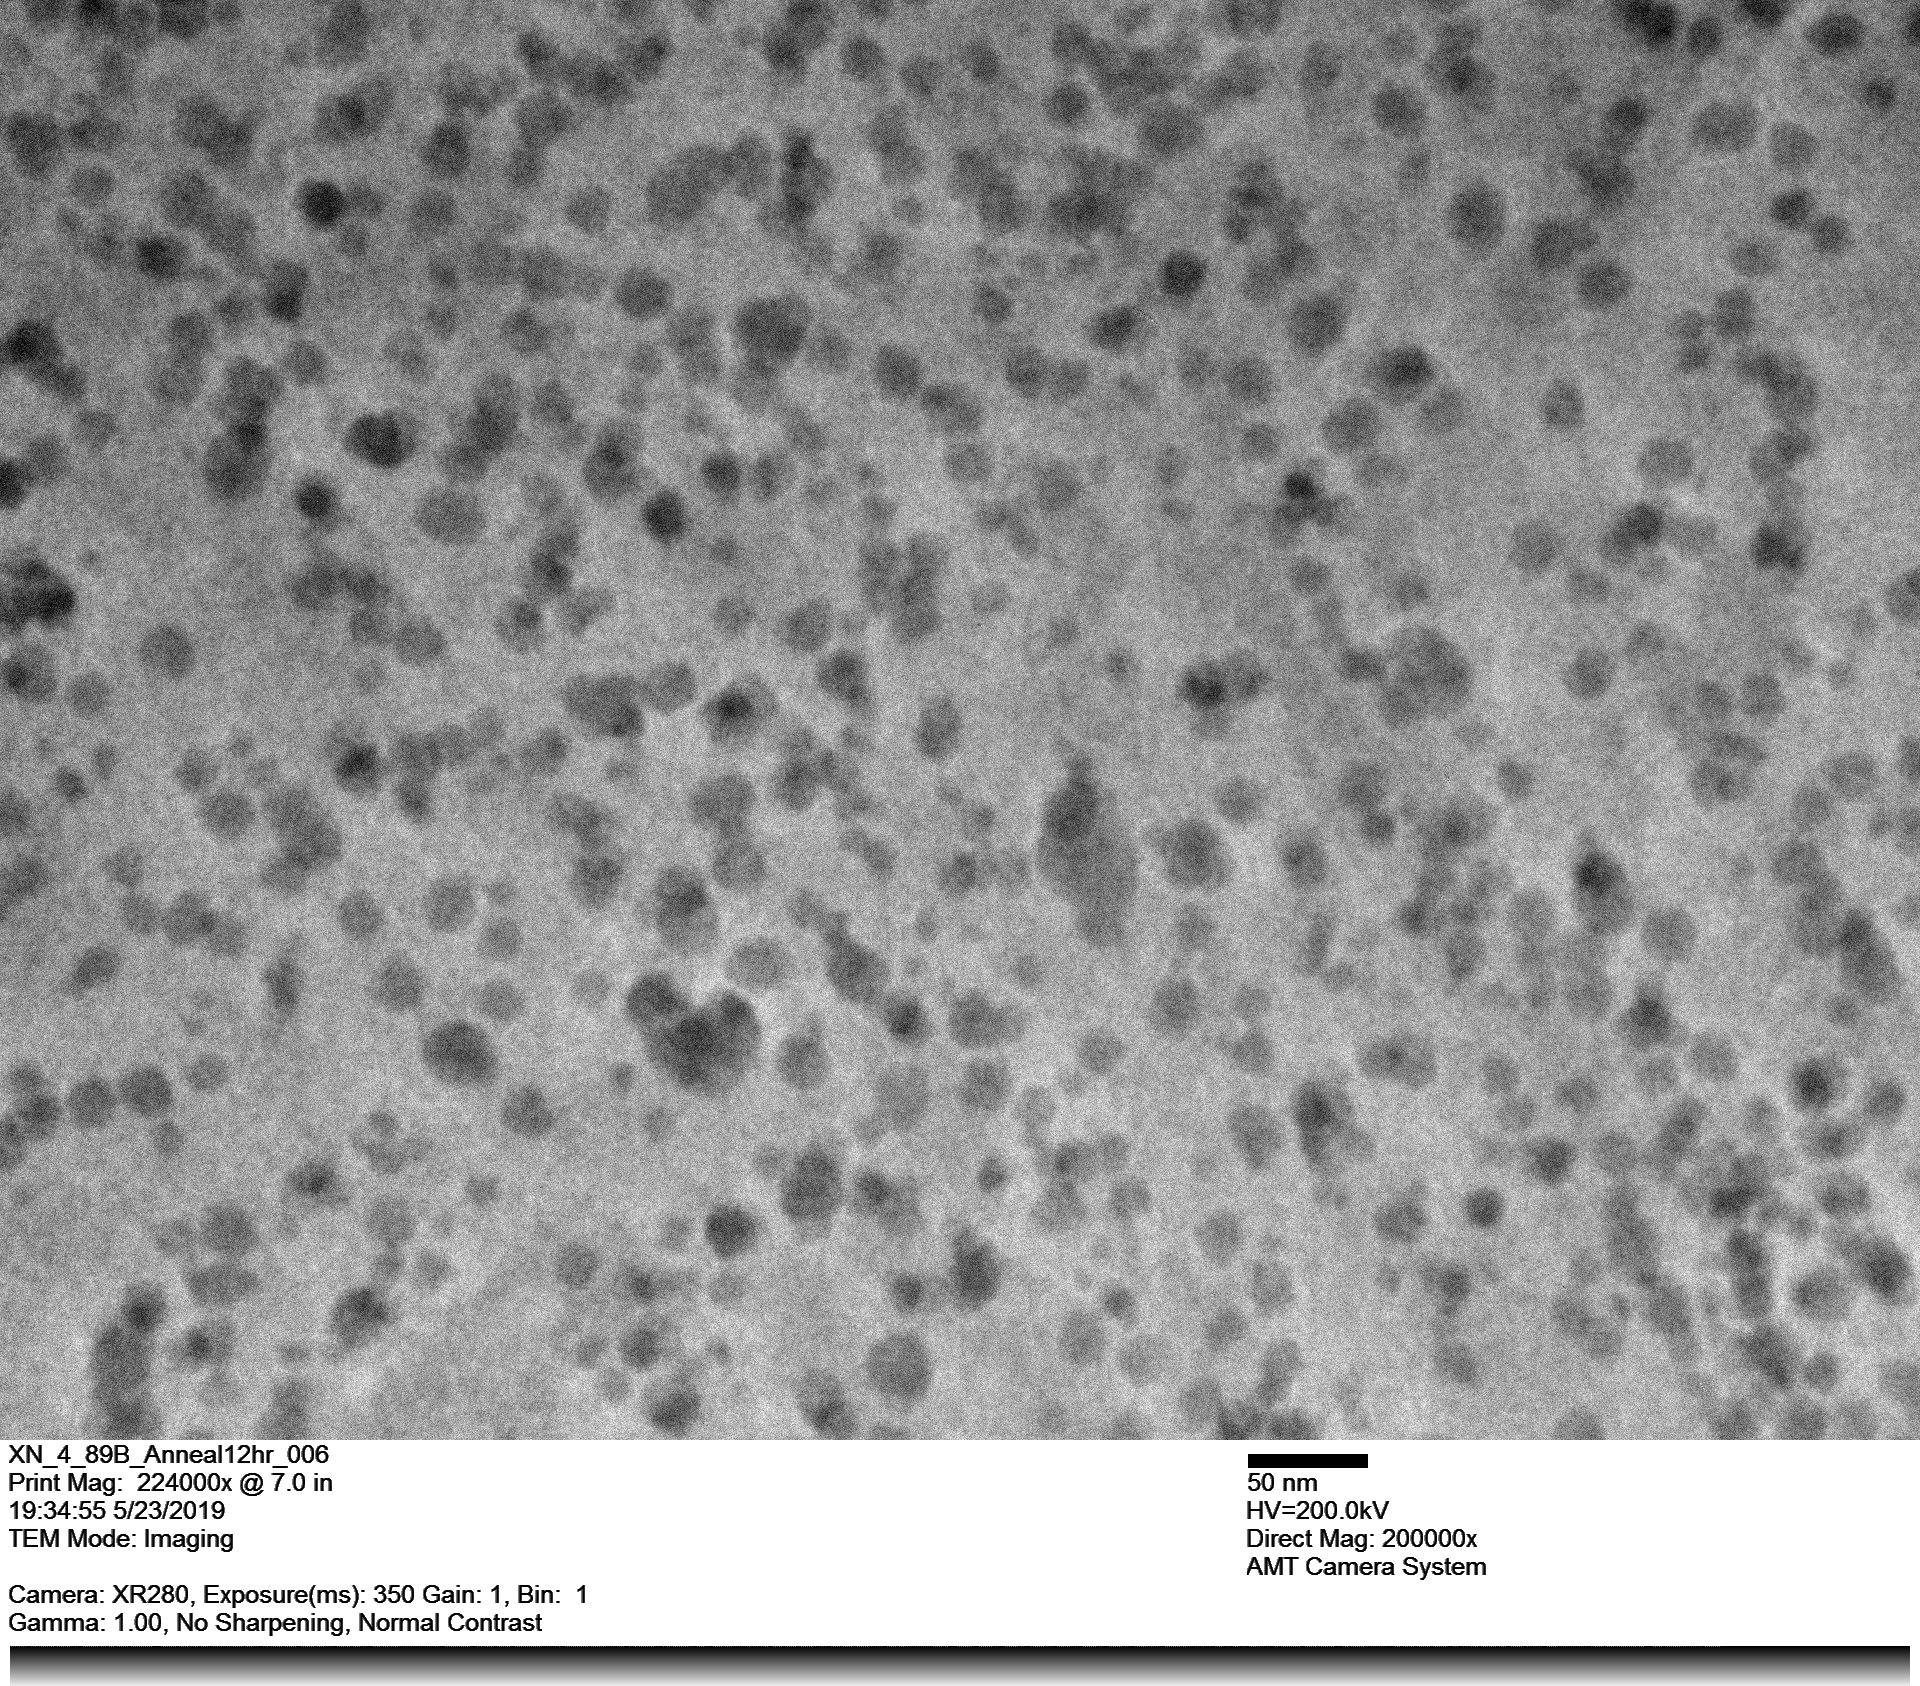 XN_4_89B_Anneal12hr_006
Print Mag:  224000x @ 7.0 in
19:34:55 5/23/2019
TEM Mode: Imaging
Camera: XR280, Exposure(ms): 350 Gain: 1, Bin:  1
Gamma: 1.00, No Sharpening, Normal Contrast
50 nm
HV=200.0kV
Direct Mag: 200000x
AMT Camera System